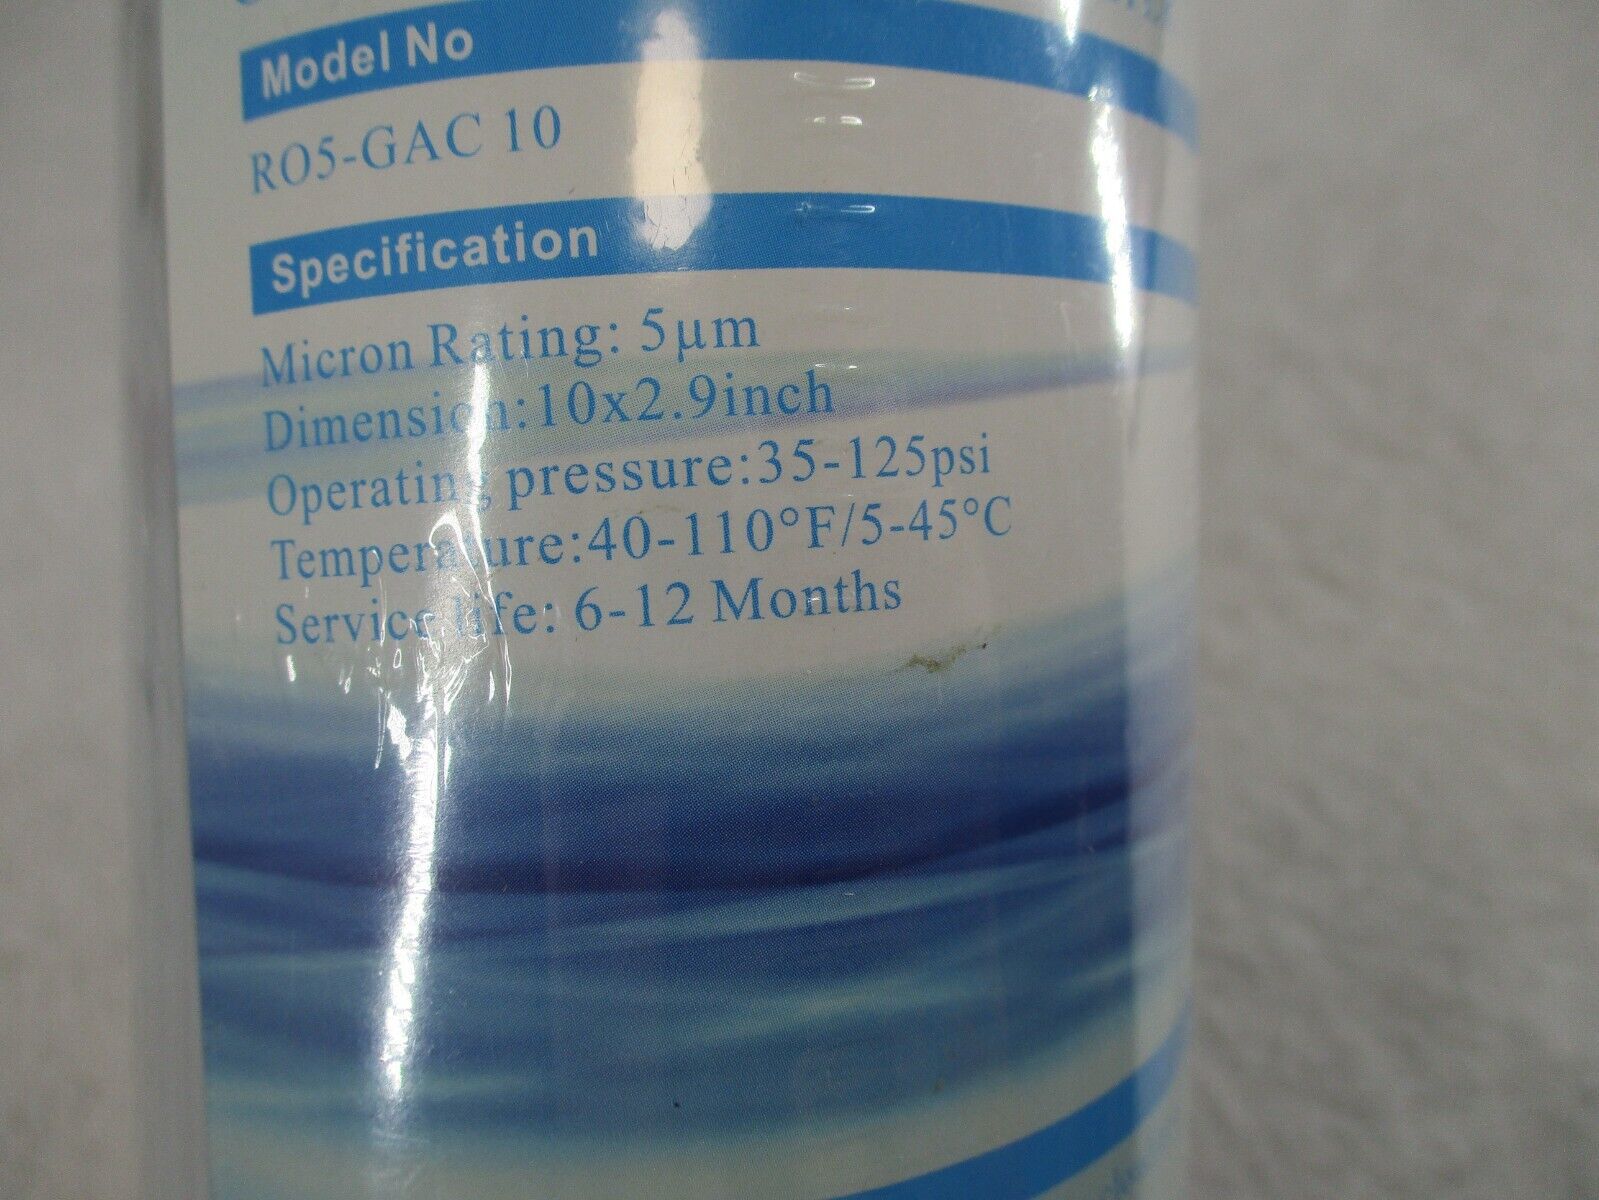 Model No
RO5-GAC 10
Specification
Micron Rating: 5μm
Dimension:10x2.9inch
Operating pressure:35-125psi
Temperature:40-110°F/5-45°C
Service life: 6-12 Months